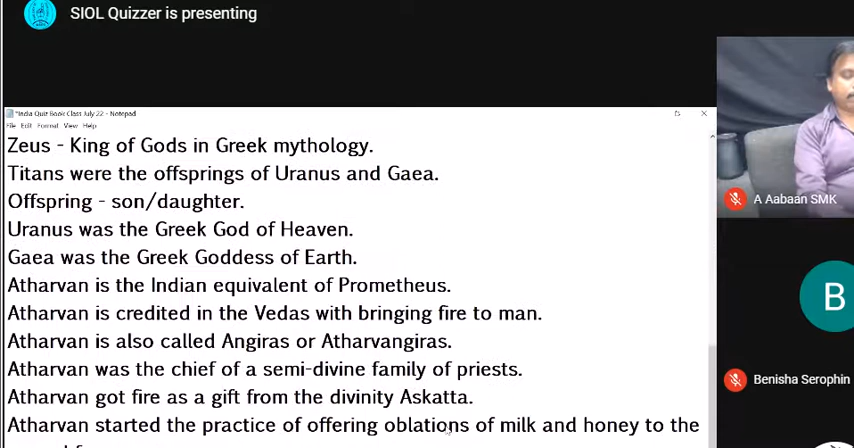 SIOL Quizzer is presenting
*India Quiz Book Class July 22 - Notepad
File Edit Format View Help
Zeus - King of Gods in Greek mythology.
Titans were the offsprings of Uranus and Gaea.
Offspring - son/daughter.
Uranus was the Greek God of Heaven.
Gaea was the Greek Goddess of Earth.
Atharvan is the Indian equivalent of Prometheus.
Atharvan is credited in the Vedas with bringing fire to man.
Atharvan is also called Angiras or Atharvangiras.
Atharvan was the chief of a semi-divine family of priests.
Atharvan got fire as a gift from the divinity Askatta.
Atharvan started the practice of offering oblations of milk and honey to the
A Aabaan SMK
B
Benisha Serophin